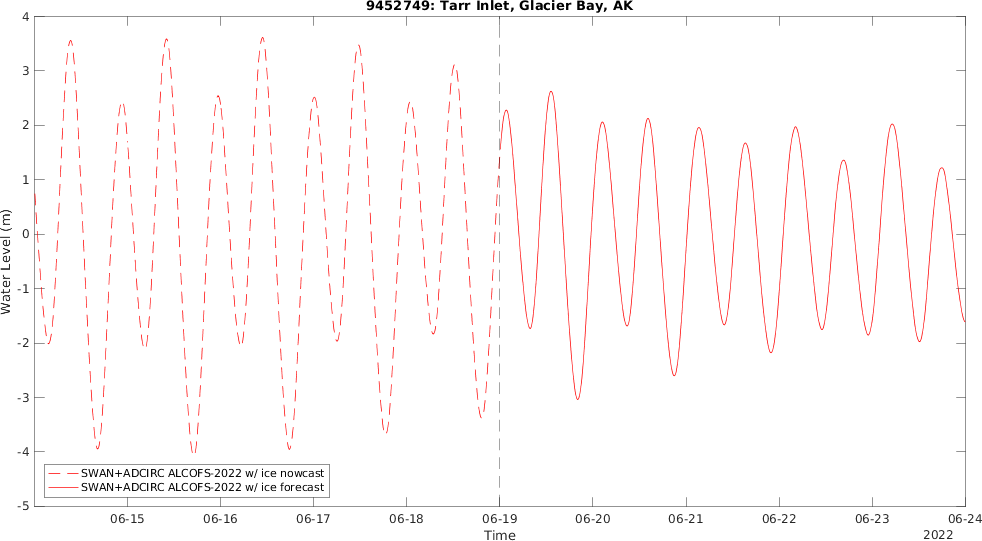 9452749: Tarr Inlet, Glacier Bay, AK
4
3
2
1
0
-1
-2
-3
-4
-5
Water Level (m)
SWAN+ADCIRC ALCOFS-2022 w/ ice nowcast
SWAN+ADCIRC ALCOFS-2022 w/ ice forecast
06-15 06-16 06-17 06-18 06-19 06-20 06-21 06-22 06-23 06-24
Time
2022